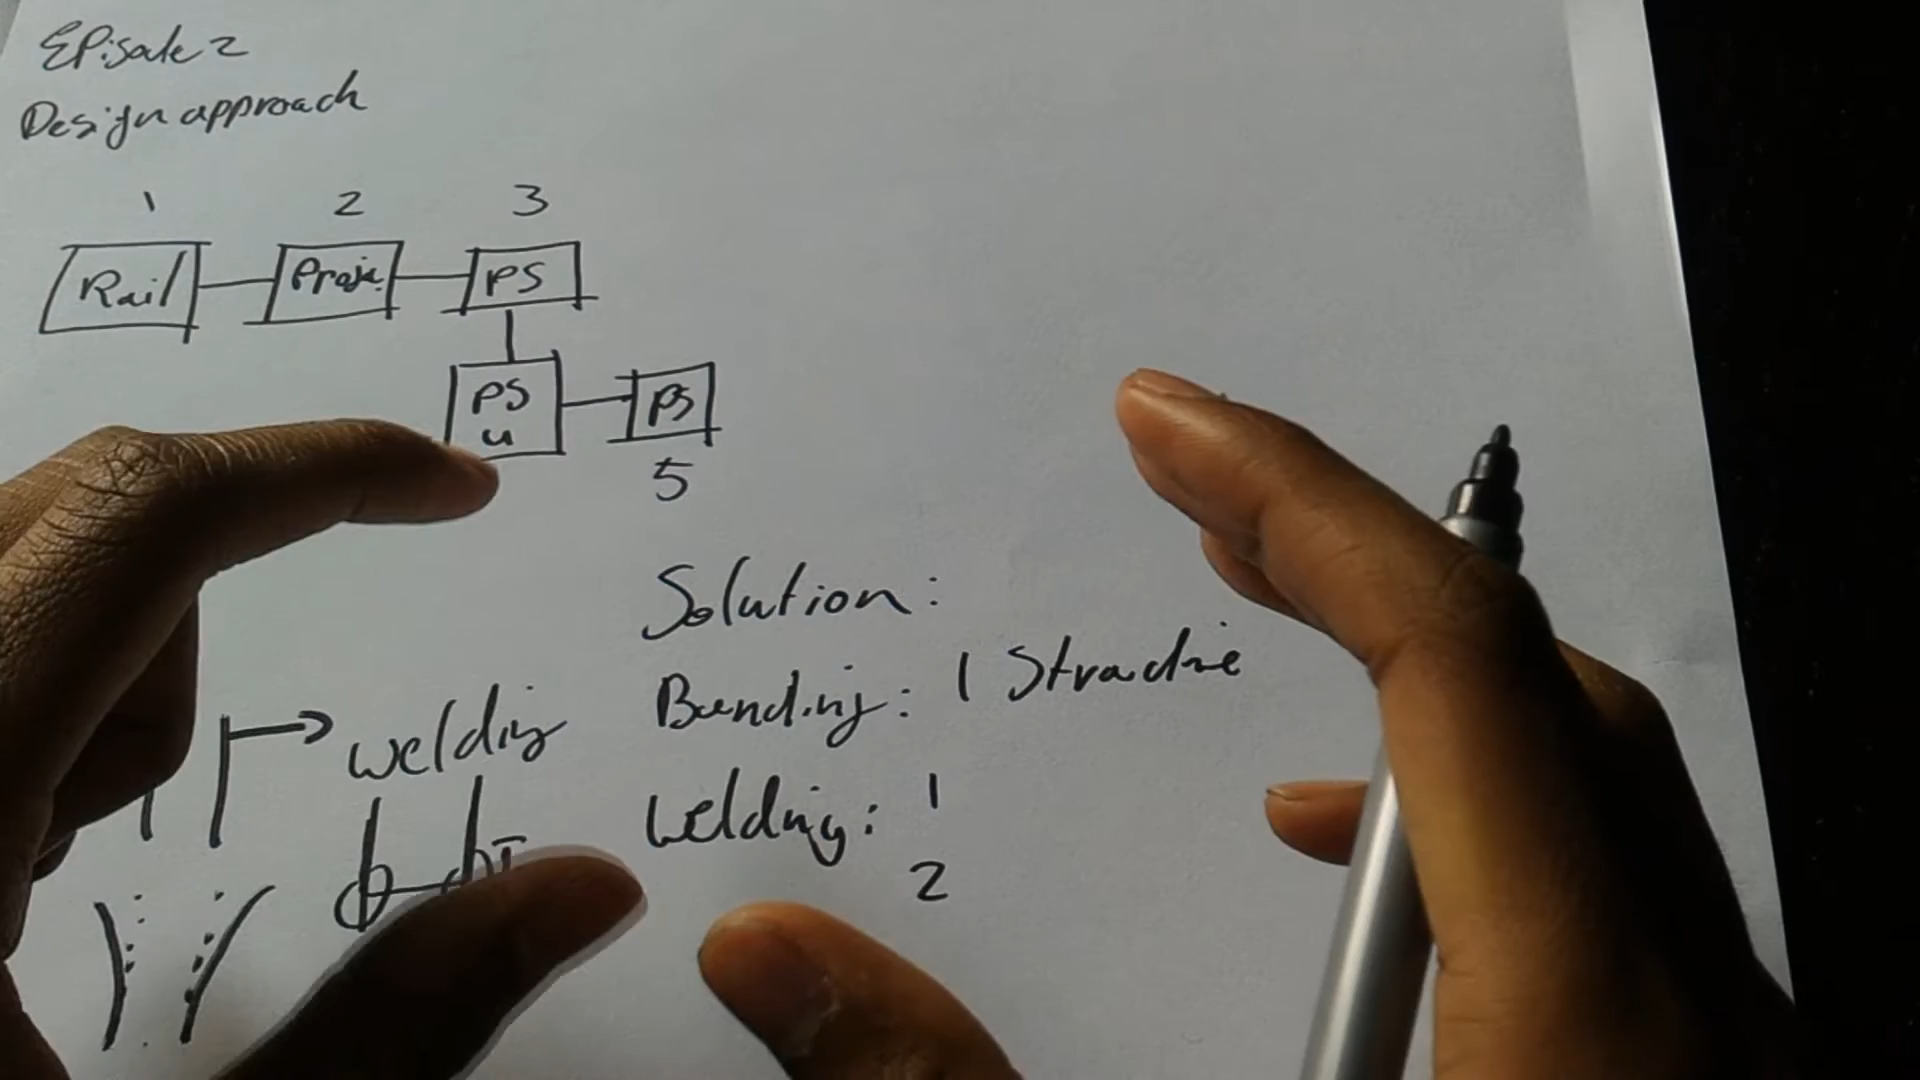 Episode 2
Design approach
1 2 3
Rail Proje. PS
PS
u
PS
5
Solution:
Bending: 1 Structure
welding
Welding: 1
2